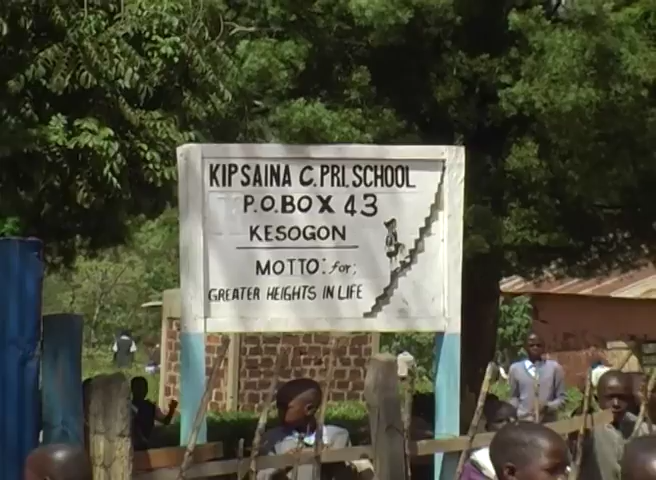 KIPSAINA C.PRI.SCHOOL
P.O.BOX 43
KESOGON
MOTTO: for;
GREATER HEIGHTS IN LIFE